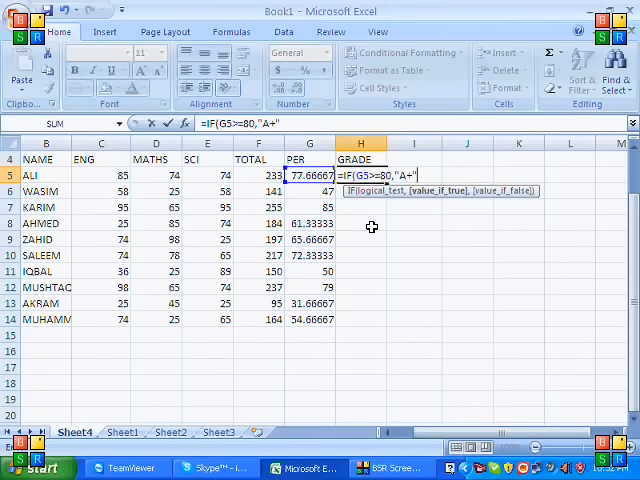 Book1 - Microsoft Excel
Home Insert Page Layout Formulas Data Review View
Paste
Clipboard
11
B I U
Font
Alignment
General
$ % ,
Number
Conditional Formatting
Format as Table
Cell Styles
Styles
Insert
Delete
Format
Cells
Sort & Filter
Find & Select
Editing
SUM =IF(G5>=80,"A+"
B C D E F G H I J K L M
4 NAME ENG MATHS SCI TOTAL PER GRADE
5 ALI 85 74 74 233 77.66667 =IF(G5>=80,"A+"
IF(logical_test, [value_if_true], [value_if_false])
6 WASIM 58 25 58 141 47
7 KARIM 95 65 95 255 85
8 AHMED 25 85 74 184 61.33333
9 ZAHID 74 98 25 197 65.66667
10 SALEEM 74 78 65 217 72.33333
11 IQBAL 36 25 89 150 50
12 MUSHTAQ 98 65 74 237 79
13 AKRAM 25 45 25 95 31.66667
14 MUHAMM 74 25 65 164 54.66667
15
16
17
18
19
20
Sheet4 Sheet1 Sheet2 Sheet3
start TeamViewer Skype™ - i... Microsoft E... BSR Scree... 10:52 PM